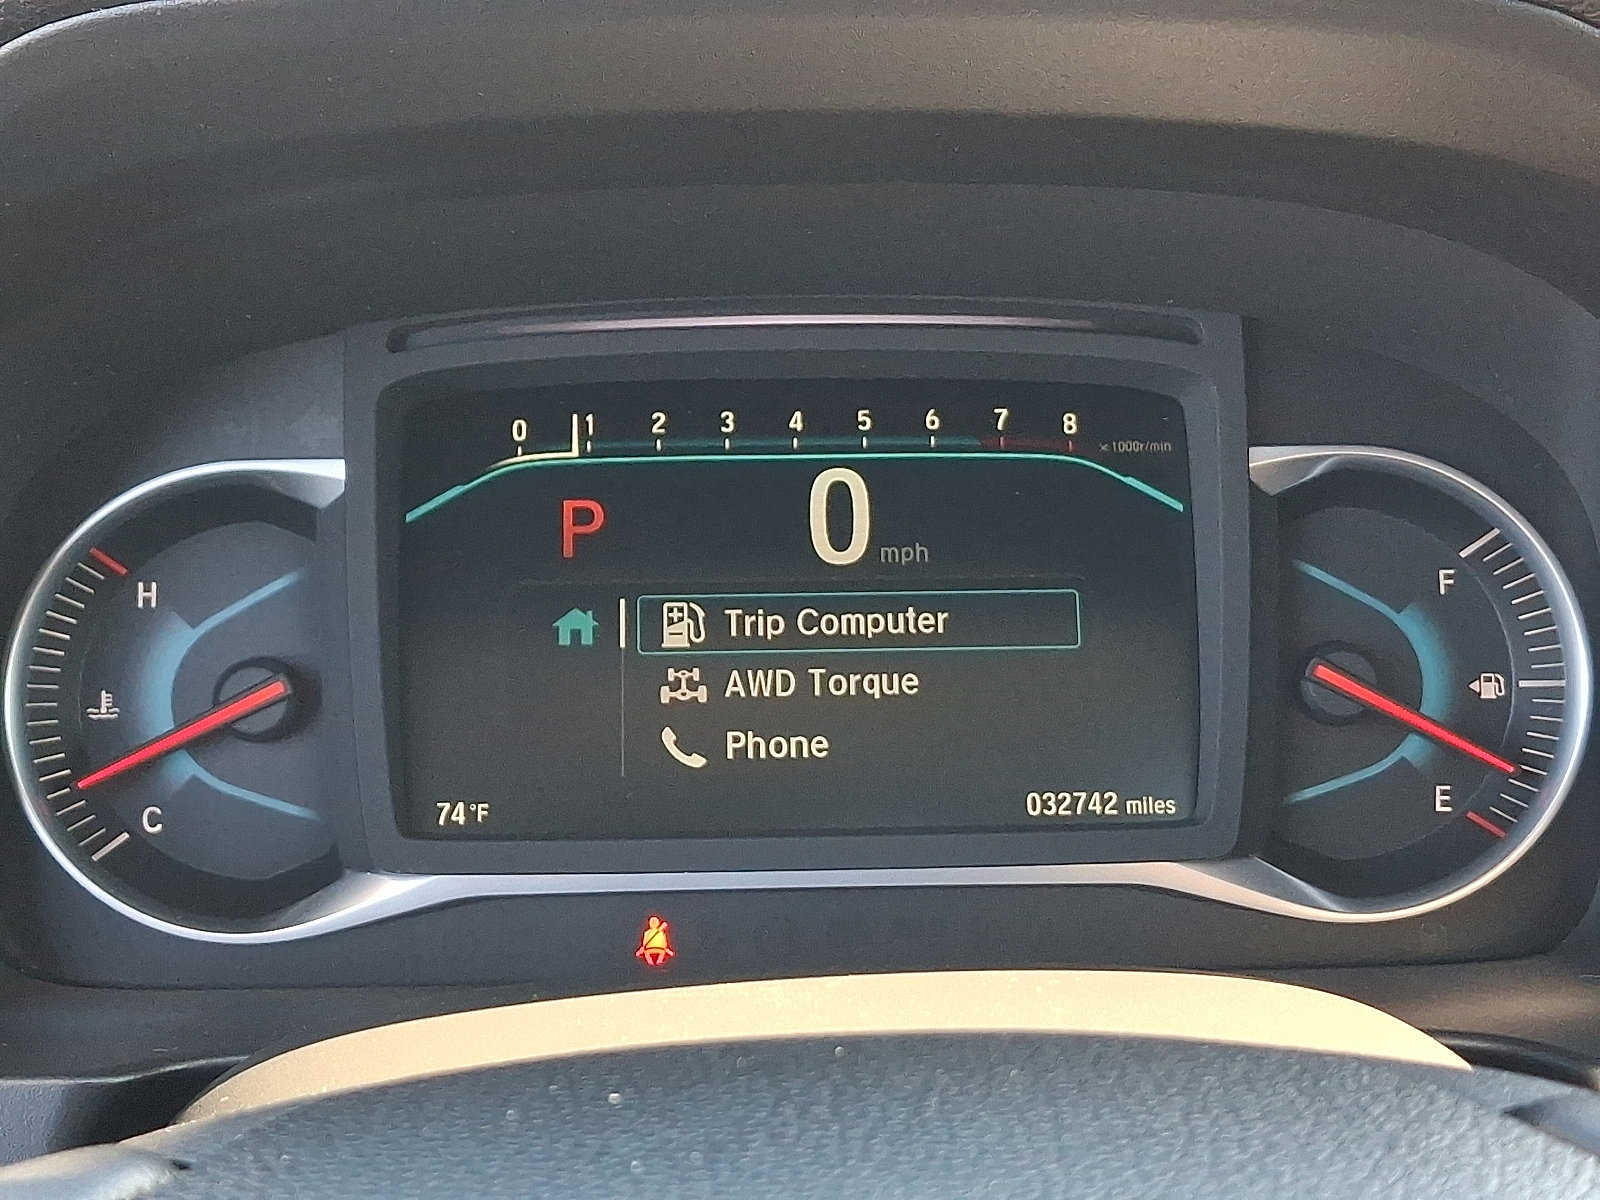 0 1 2 3 4 5 6 7 8
×1000r/min
P
0 mph
H
C
F
E
Trip Computer
AWD Torque
Phone
74°F
032742 miles